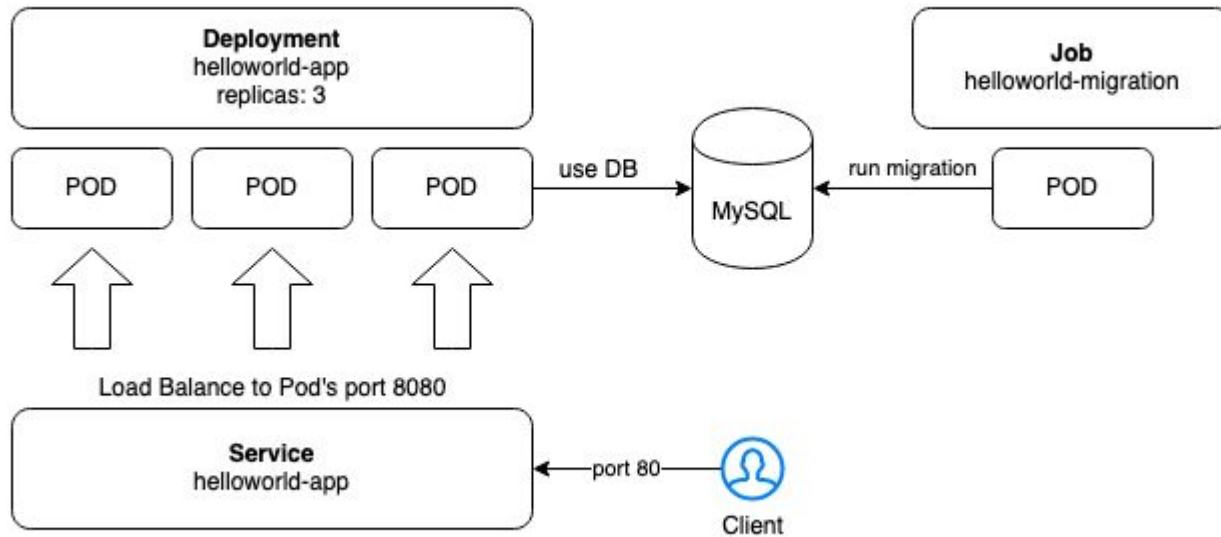 Deployment
helloworld-app
replicas: 3
Job
helloworld-migration
POD
POD
POD
use DB
MySQL
run migration
POD
Load Balance to Pod's port 8080
Service
helloworld-app
port 80
Client